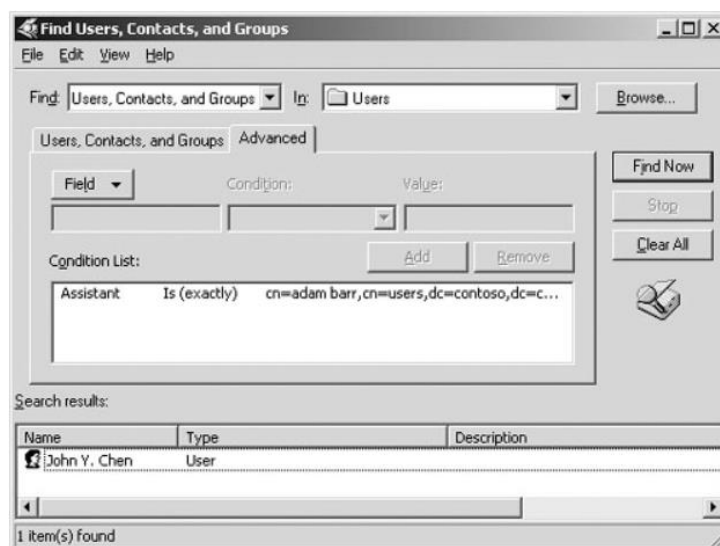 Find Users, Contacts, and Groups
File Edit View Help
Find: Users, Contacts, and Groups In: Users Browse...
Users, Contacts, and Groups Advanced
Find Now
Field Condition: Value:
Stop
Clear All
Add Remove
Condition List:
Assistant Is (exactly) cn=adam barr,cn=users,dc=contoso,dc=c...
Search results:
Name Type Description
John Y. Chen User
1 item(s) found